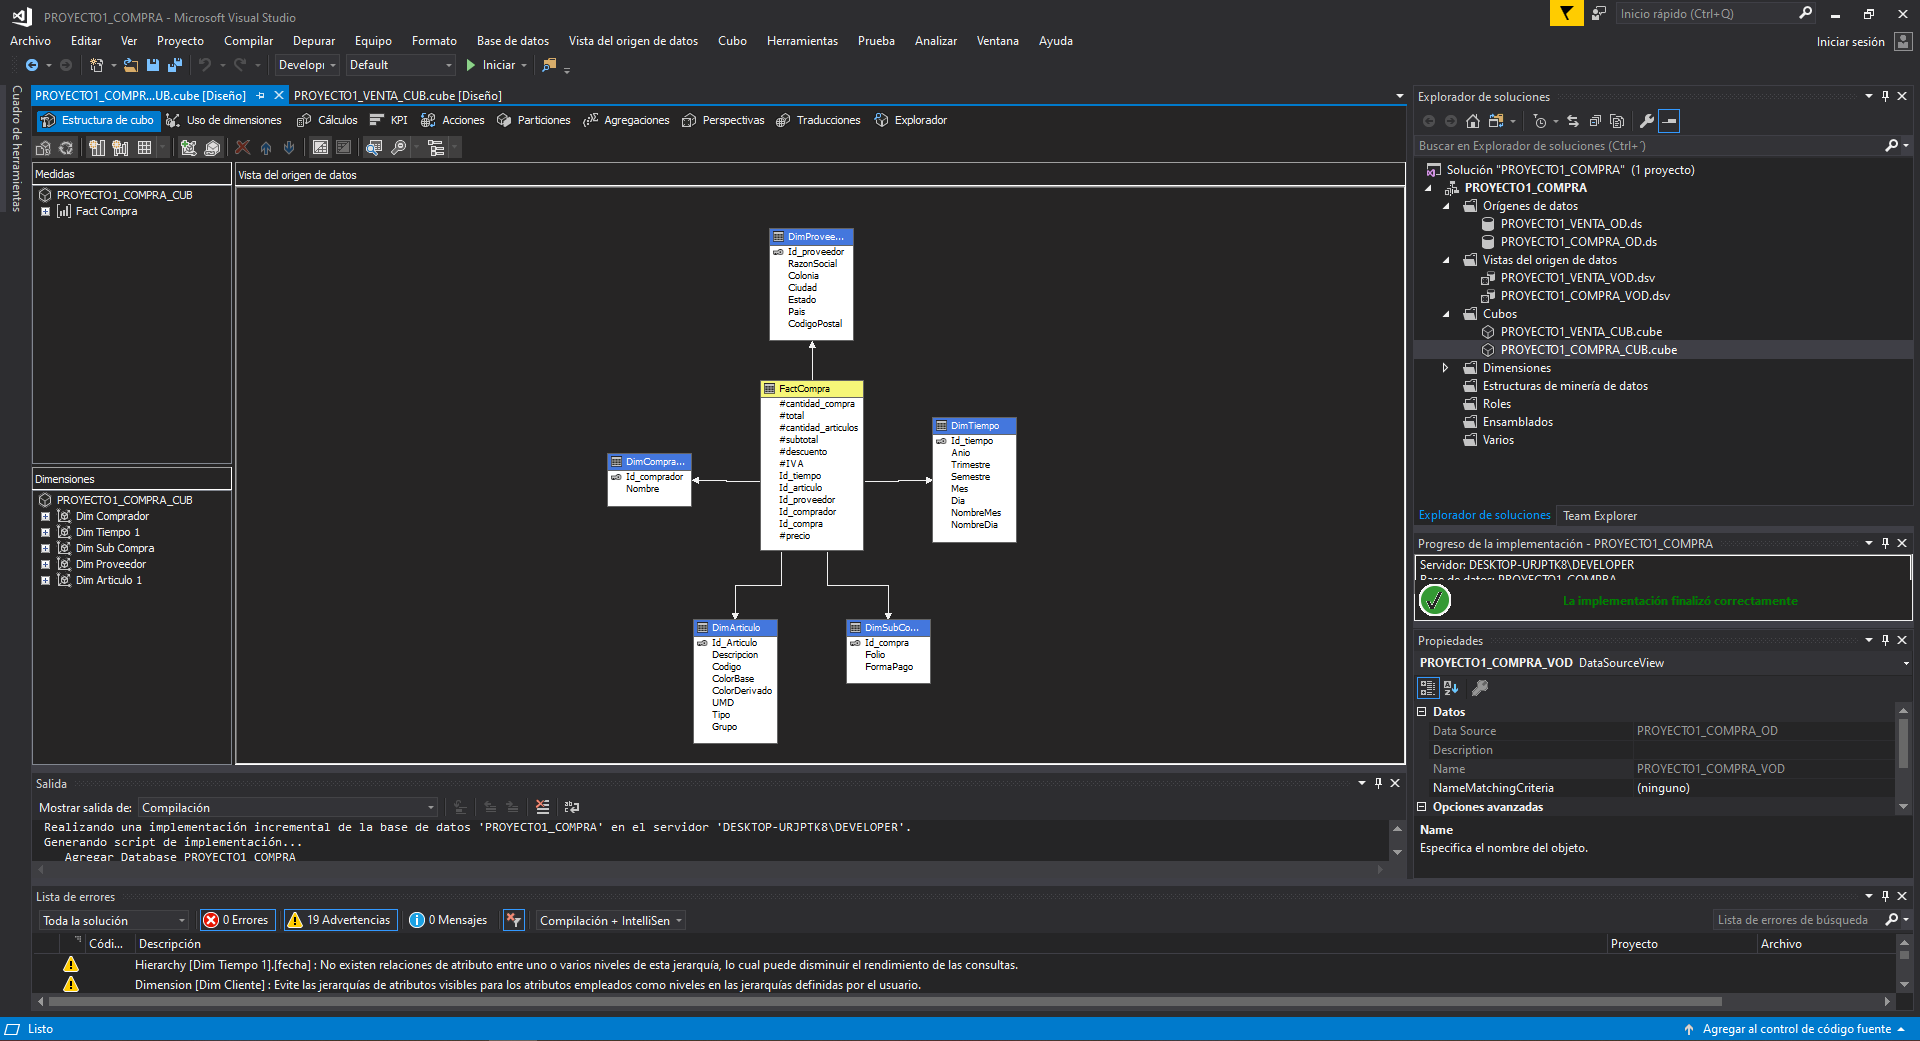 PROYECTO1_COMPRA - Microsoft Visual Studio
Inicio rápido (Ctrl+Q)
Archivo Editar Ver Proyecto Compilar Depurar Equipo Formato Base de datos Vista del origen de datos Cubo Herramientas Prueba Analizar Ventana Ayuda
Iniciar sesión
Developi Default Iniciar
Cuadro de herramientas
PROYECTO1_COMPR...UB.cube [Diseño] PROYECTO1_VENTA_CUB.cube [Diseño]
Estructura de cubo Uso de dimensiones Cálculos KPI Acciones Particiones Agregaciones Perspectivas Traducciones Explorador
Medidas
PROYECTO1_COMPRA_CUB
Fact Compra
Dimensiones
PROYECTO1_COMPRA_CUB
Dim Comprador
Dim Tiempo 1
Dim Sub Compra
Dim Proveedor
Dim Articulo 1
Vista del origen de datos
DimProvee...
Id_proveedor
RazonSocial
Colonia
Ciudad
Estado
Pais
CodigoPostal
FactCompra
#cantidad_compra
#total
#cantidad_articulos
#subtotal
#descuento
#IVA
Id_tiempo
Id_articulo
Id_proveedor
Id_comprador
Id_compra
#precio
DimCompra...
Id_comprador
Nombre
DimTiempo
Id_tiempo
Anio
Trimestre
Semestre
Mes
Dia
NombreMes
NombreDia
DimArticulo
Id_Articulo
Descripcion
Codigo
ColorBase
ColorDerivado
UMD
Tipo
Grupo
DimSubCo...
Id_compra
Folio
FormaPago
Explorador de soluciones
Buscar en Explorador de soluciones (Ctrl+´)
Solución "PROYECTO1_COMPRA" (1 proyecto)
PROYECTO1_COMPRA
Orígenes de datos
PROYECTO1_VENTA_OD.ds
PROYECTO1_COMPRA_OD.ds
Vistas del origen de datos
PROYECTO1_VENTA_VOD.dsv
PROYECTO1_COMPRA_VOD.dsv
Cubos
PROYECTO1_VENTA_CUB.cube
PROYECTO1_COMPRA_CUB.cube
Dimensiones
Estructuras de minería de datos
Roles
Ensamblados
Varios
Explorador de soluciones Team Explorer
Progreso de la implementación - PROYECTO1_COMPRA
Servidor: DESKTOP-URJPTK8\DEVELOPER
Base de datos: PROYECTO1_COMPRA
La implementación finalizó correctamente
Propiedades
PROYECTO1_COMPRA_VOD DataSourceView
Datos
Data Source PROYECTO1_COMPRA_OD
Description
Name PROYECTO1_COMPRA_VOD
NameMatchingCriteria (ninguno)
Opciones avanzadas
Name
Especifica el nombre del objeto.
Salida
Mostrar salida de: Compilación
Realizando una implementación incremental de la base de datos 'PROYECTO1_COMPRA' en el servidor 'DESKTOP-URJPTK8\DEVELOPER'.
Generando script de implementación...
Agregar Database PROYECTO1_COMPRA
Lista de errores
Toda la solución 0 Errores 19 Advertencias 0 Mensajes Compilación + IntelliSen
Lista de errores de búsqueda
Códi... Descripción Proyecto Archivo
Hierarchy [Dim Tiempo 1].[fecha] : No existen relaciones de atributo entre uno o varios niveles de esta jerarquía, lo cual puede disminuir el rendimiento de las consultas.
Dimension [Dim Cliente] : Evite las jerarquías de atributos visibles para los atributos empleados como niveles en las jerarquías definidas por el usuario.
Listo
Agregar al control de código fuente